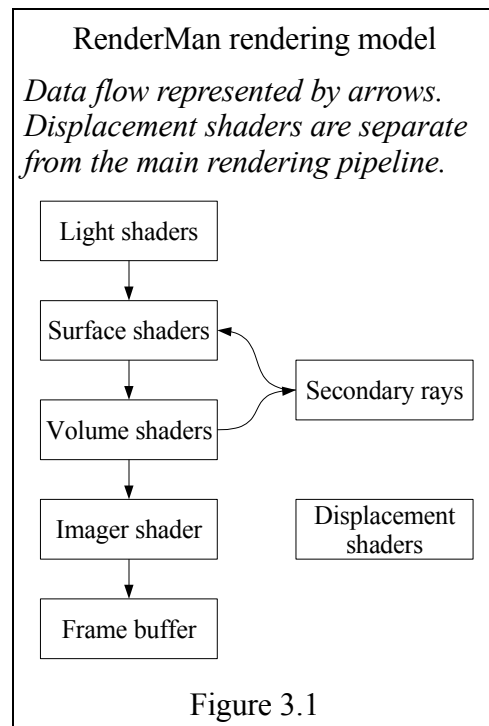 RenderMan rendering model
Data flow represented by arrows.
Displacement shaders are separate
from the main rendering pipeline.
Light shaders
Surface shaders
Secondary rays
Volume shaders
Imager shader
Displacement
shaders
Frame buffer
Figure 3.1